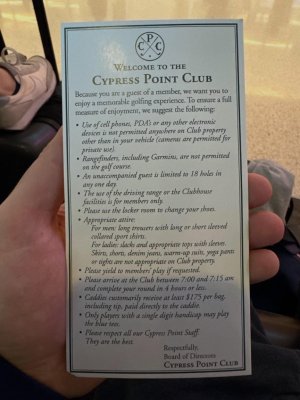 C P C
WELCOME TO THE
CYPRESS POINT CLUB
Because you are a guest of a member, we want you to
enjoy a memorable golfing experience. To ensure a full
measure of enjoyment, we suggest the following:
• Use of cell phones, PDA's or any other electronic
devices is not permitted anywhere on Club property
other than in your vehicle (cameras are permitted for
private use).
• Rangefinders, including Garmins, are not permitted
on the golf course.
• An unaccompanied guest is limited to 18 holes in
any one day.
• The use of the driving range or the Clubhouse
facilities is for members only.
• Please use the locker room to change your shoes.
• Appropriate attire:
For men: long trousers with long or short sleeved
collared sport shirts.
For ladies: slacks and appropriate tops with sleeves.
Skirts, shorts, denim jeans, warm-up suits, yoga pants
or tights are not appropriate on Club property.
• Please yield to members' play if requested.
• Please arrive at the Club between 7:00 and 7:15 am
and complete your round in 4 hours or less.
• Caddies customarily receive at least $175 per bag,
including tip, paid directly to the caddie.
• Only players with a single digit handicap may play
the blue tees.
• Please respect all our Cypress Point Staff.
They are the best.
Respectfully,
Board of Directors
CYPRESS POINT CLUB